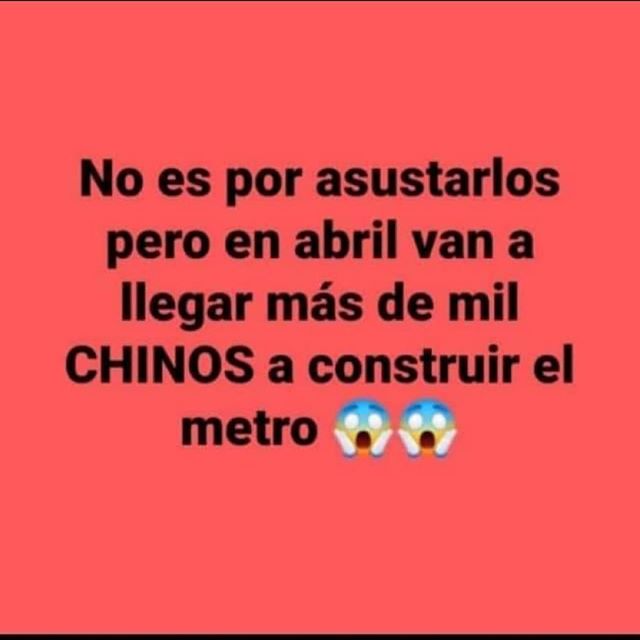 No es por asustarlos
pero en abril van a
llegar más de mil
CHINOS a construir el
metro 😱😱